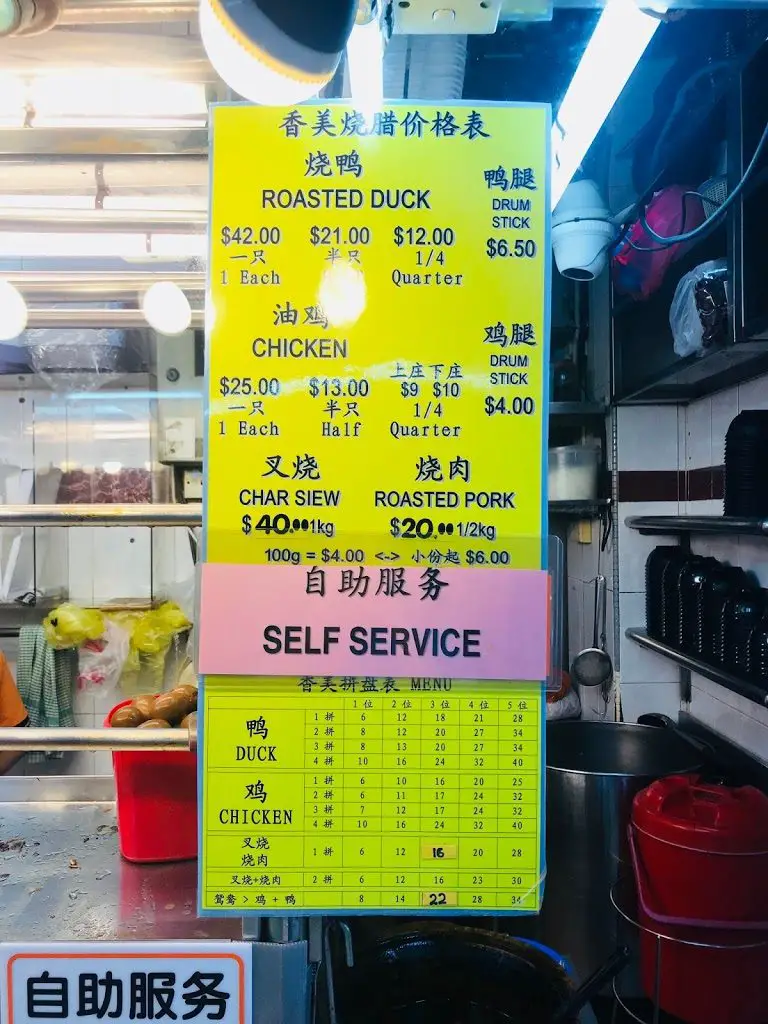 香美烧腊价格表
烧鸭
ROASTED DUCK
鸭腿
DRUM
STICK
$6.50
$42.00 $21.00 $12.00
一只 半只 1/4
1 Each Quarter
油鸡
CHICKEN
鸡腿
DRUM
STICK
$4.00
上庄下庄
$25.00 $13.00 $9 $10
一只 半只 1/4
1 Each Half Quarter
叉烧 烧肉
CHAR SIEW ROASTED PORK
$40.00 1kg $20.00 1/2kg
100g = $4.00 <-> 小份起 $6.00
自助服务
SELF SERVICE
香美拼盘表 MENU
1 位 2 位 3 位 4 位 5 位
鸭
DUCK
1 拼 6 12 18 21 28
2 拼 8 12 20 27 34
3 拼 8 13 20 27 34
4 拼 10 16 24 32 40
鸡
CHICKEN
1 拼 6 10 16 20 25
2 拼 6 11 17 24 32
3 拼 7 12 17 24 32
4 拼 10 16 24 32 40
叉烧
烧肉
1 拼 6 12 16 20 28
叉烧+烧肉 2 拼 6 12 16 23 30
鸳鸯 > 鸡 + 鸭 8 14 22 28 34
自助服务